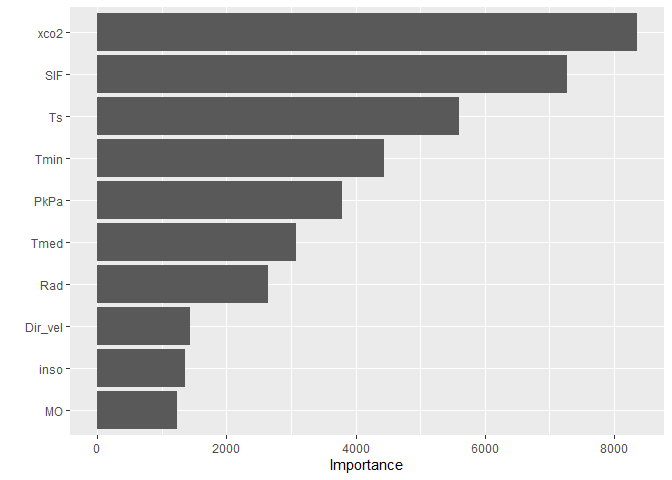 xco2
SIF
Ts
Tmin
PkPa
Tmed
Rad
Dir_vel
inso
MO
0 2000 4000 6000 8000
Importance